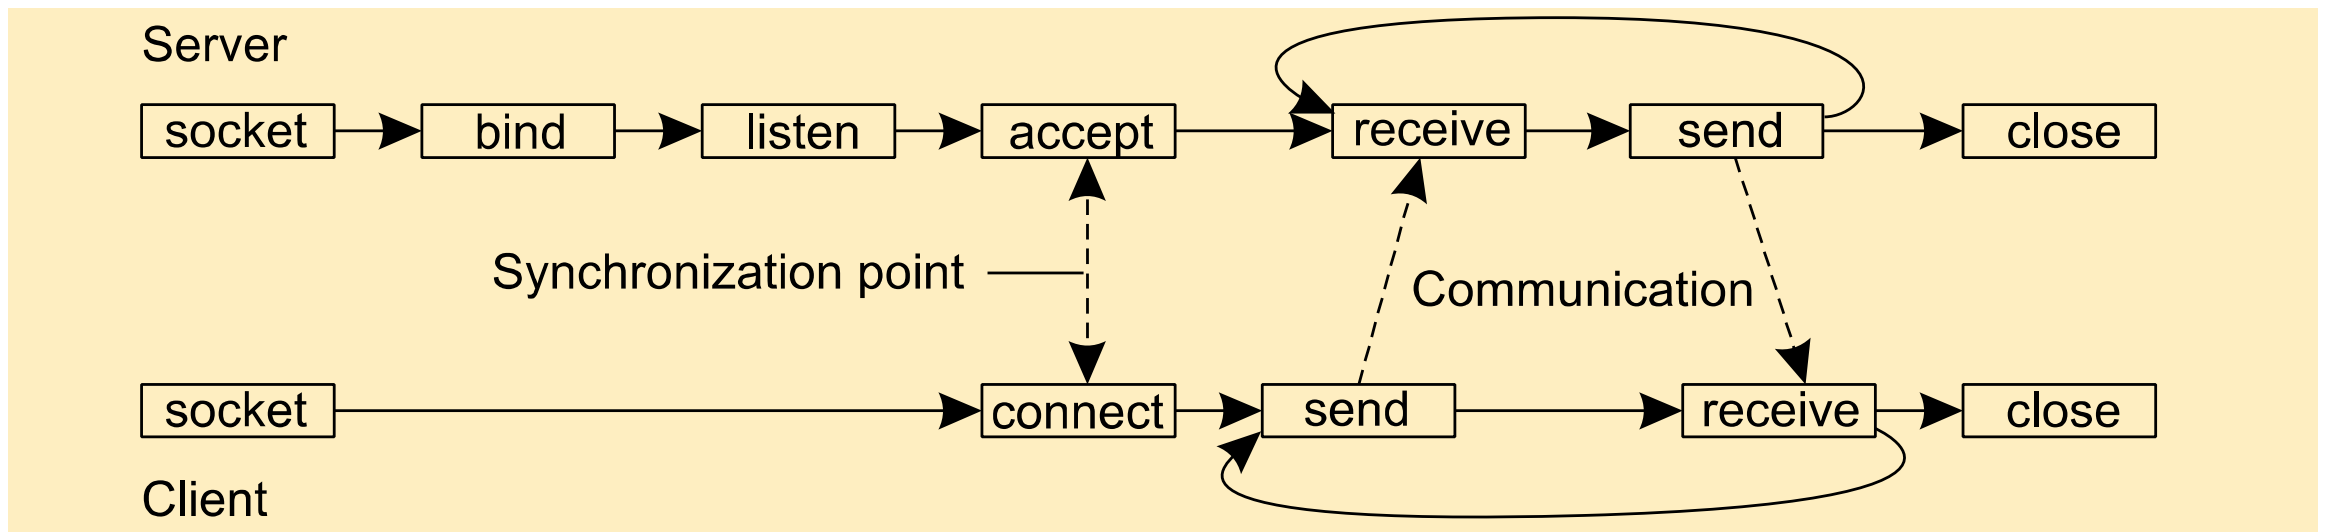 Server
socket bind listen accept receive send close
Synchronization point
Communication
socket connect send receive close
Client